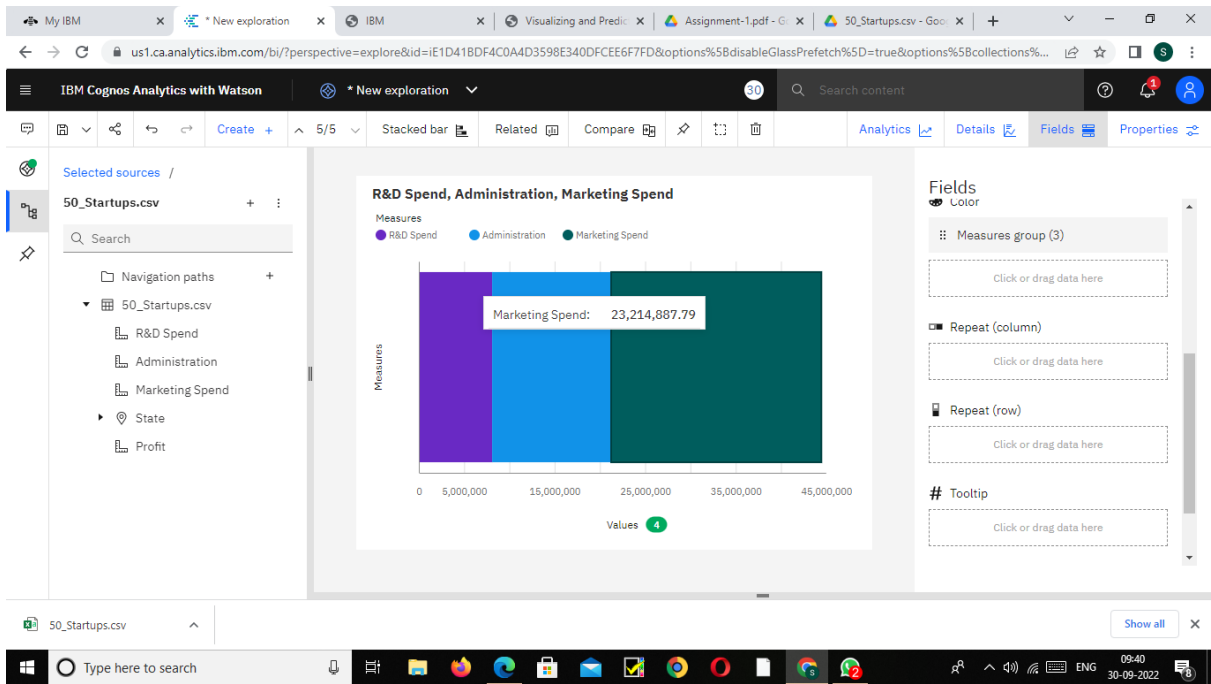 My IBM
* New exploration
IBM
Visualizing and Predic
Assignment-1.pdf - Go
50_Startups.csv - Goo
us1.ca.analytics.ibm.com/bi/?perspective=explore&id=iE1D41BDF4C0A4D3598E340DFCEE6F7FD&options%5BdisableGlassPrefetch%5D=true&options%5Bcollections%...
S
IBM Cognos Analytics with Watson
* New exploration
30
Search content
1
Create +
5/5
Stacked bar
Related
Compare
Analytics
Details
Fields
Properties
Selected sources /
50_Startups.csv
Search
Navigation paths
50_Startups.csv
R&D Spend
Administration
Marketing Spend
State
Profit
R&D Spend, Administration, Marketing Spend
Measures
R&D Spend Administration Marketing Spend
Marketing Spend: 23,214,887.79
Measures
0 5,000,000 15,000,000 25,000,000 35,000,000 45,000,000
Values 4
Fields
Color
Measures group (3)
Click or drag data here
Repeat (column)
Click or drag data here
Repeat (row)
Click or drag data here
# Tooltip
Click or drag data here
50_Startups.csv
Show all
Type here to search
S
2
ENG
09:40
30-09-2022
8